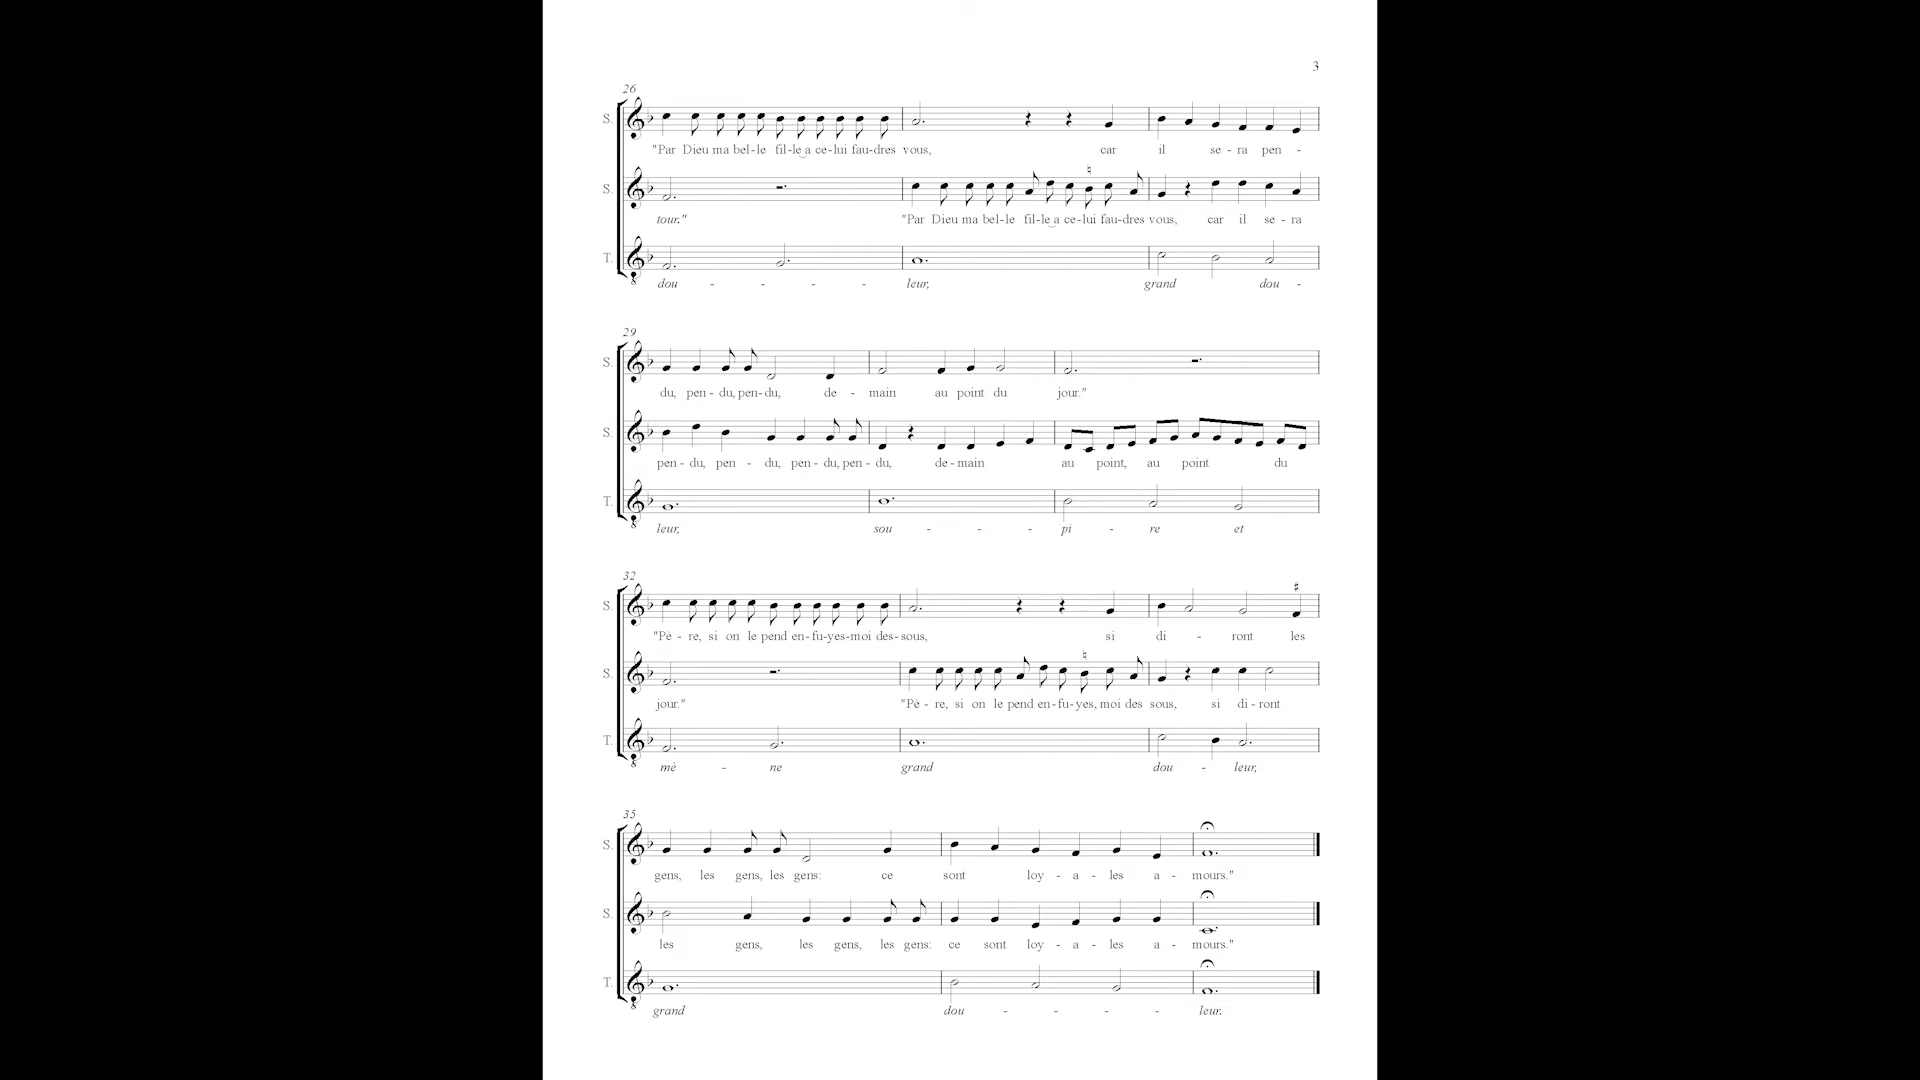 3
26
S.
"Par Dieu ma bel-le fil-le a ce-lui fau-dres vous, car il se - ra pen -
S.
tour." "Par Dieu ma bel-le fil-le a ce-lui fau-dres vous, car il se - ra
T.
8
dou - - - - leur, grand dou -
29
S.
du, pen - du, pen-du, de - main au point du jour."
S.
pen - du, pen - du, pen - du, pen - du, de - main au point, au point du
T.
8
leur, sou - - - pi - re et
32
S.
"Pè - re, si on le pend en-fu-yes-moi des-sous, si di - ront les
S.
jour." "Pè - re, si on le pend en-fu-yes, moi des sous, si di - ront
T.
8
mè - ne grand dou - leur,
35
S.
gens, les gens, les gens: ce sont loy - a - les a - mours."
S.
les gens, les gens, les gens: ce sont loy - a - les a - mours."
T.
8
grand dou - - - - leur.